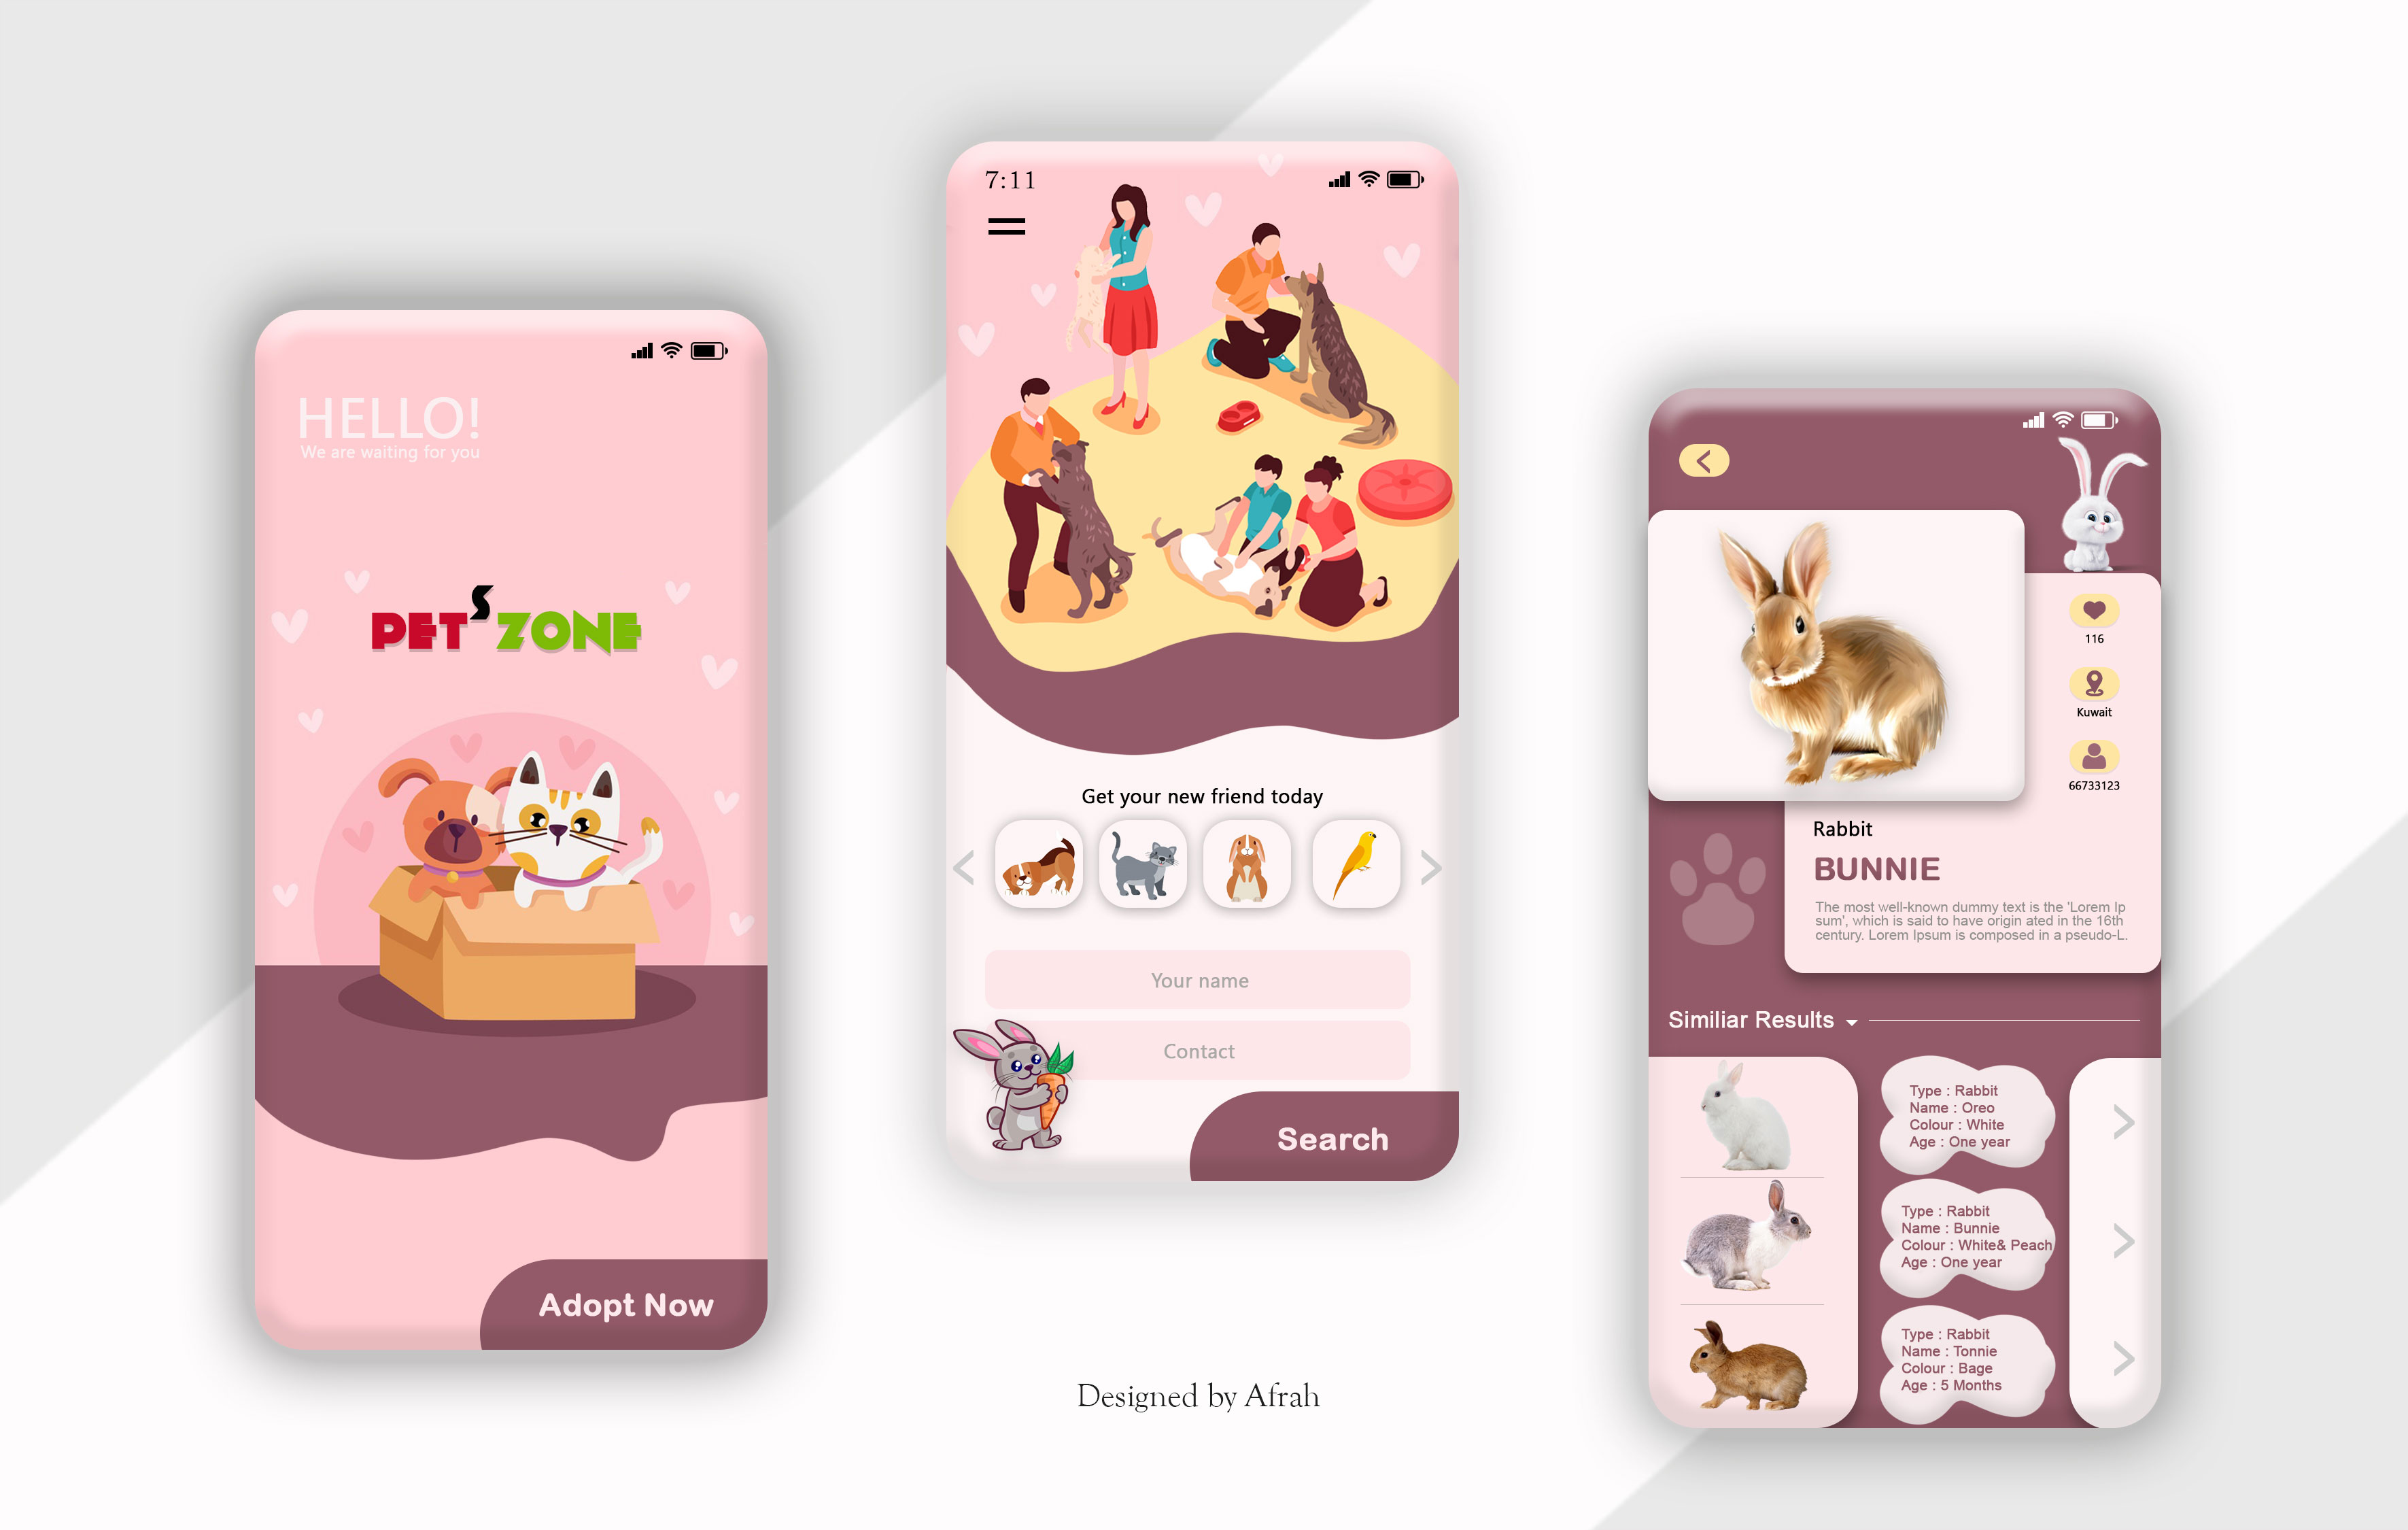 HELLO!
We are waiting for you
PET'S ZONE
Adopt Now
7:11
Get your new friend today
Your name
Contact
Search
Designed by Afrah
116
Kuwait
66733123
Rabbit
BUNNIE
The most well-known dummy text is the 'Lorem Ip
sum', which is said to have origin ated in the 16th
century. Lorem Ipsum is composed in a pseudo-L.
Similiar Results
Type : Rabbit
Name : Oreo
Colour : White
Age : One year
Type : Rabbit
Name : Bunnie
Colour : White& Peach
Age : One year
Type : Rabbit
Name : Tonnie
Colour : Bage
Age : 5 Months